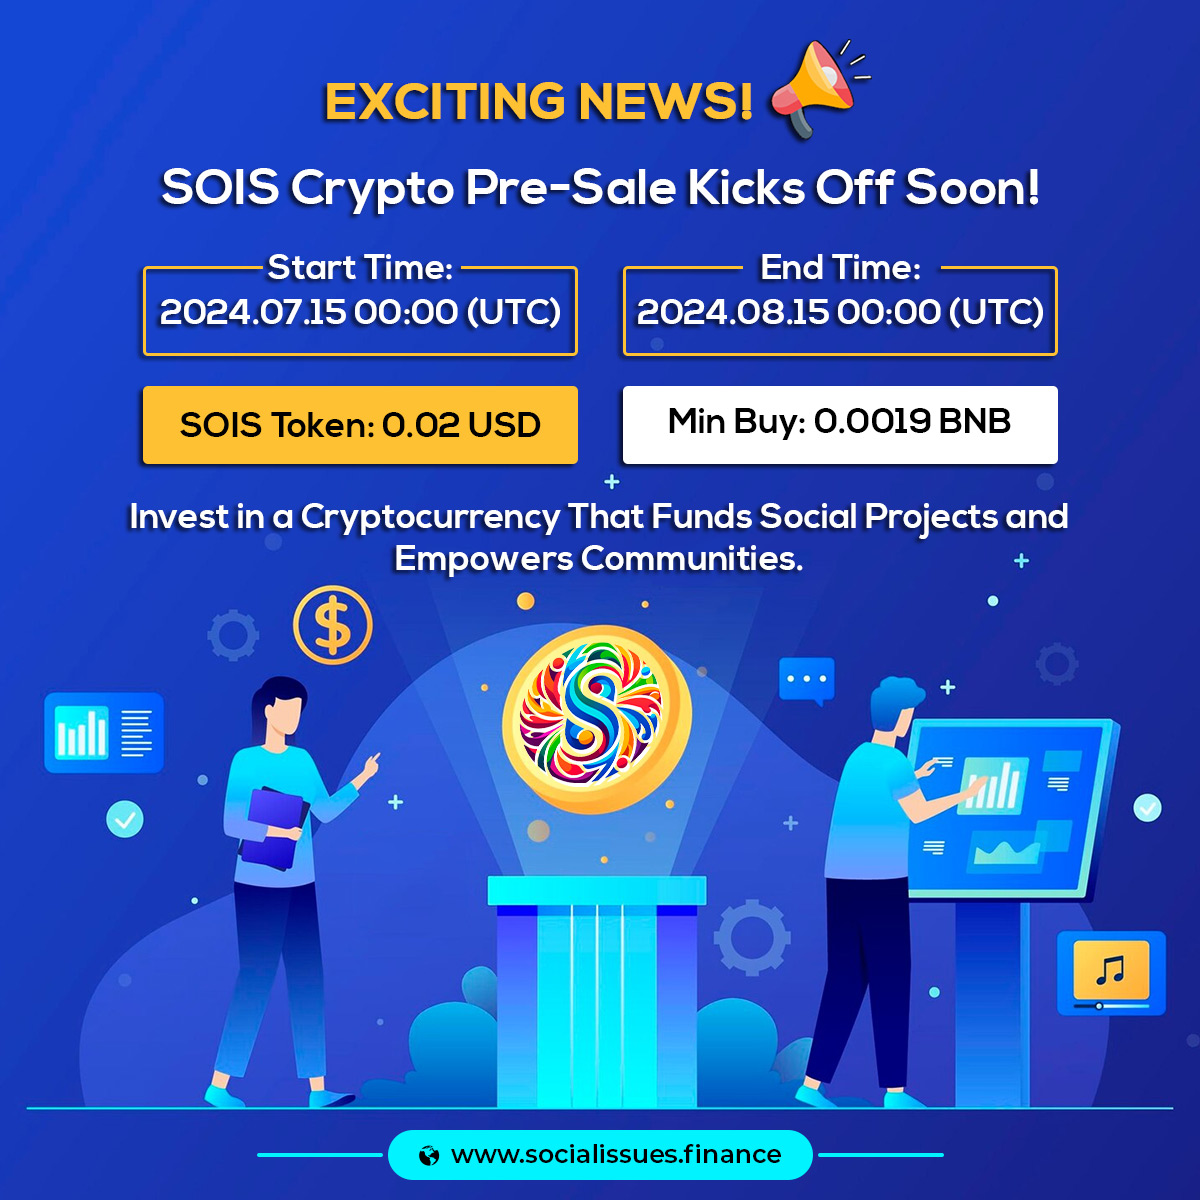 EXCITING NEWS!
SOIS Crypto Pre-Sale Kicks Off Soon!
Start Time:
2024.07.15 00:00 (UTC)
End Time:
2024.08.15 00:00 (UTC)
SOIS Token: 0.02 USD
Min Buy: 0.0019 BNB
Invest in a Cryptocurrency That Funds Social Projects and
Empowers Communities.
$
S
www.socialissues.finance